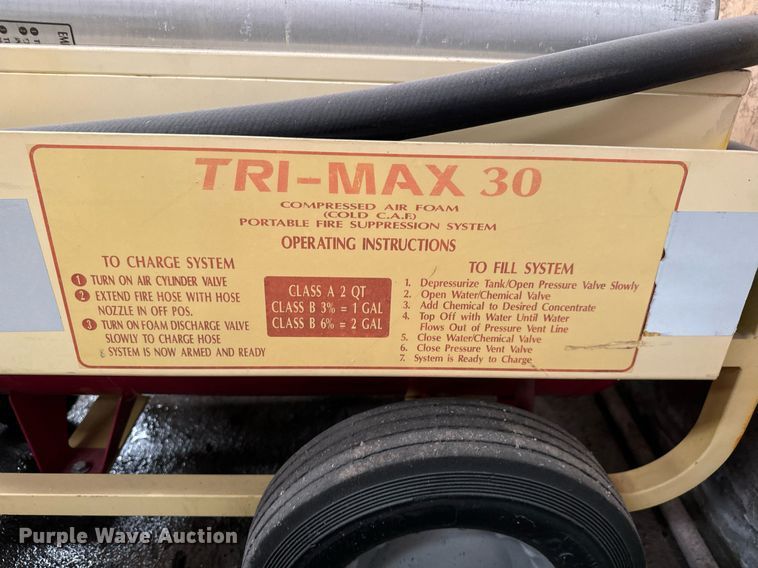 TRI-MAX 30
COMPRESSED AIR FOAM
(COLD C.A.F.)
PORTABLE FIRE SUPPRESSION SYSTEM
OPERATING INSTRUCTIONS
TO CHARGE SYSTEM
1 TURN ON AIR CYLINDER VALVE
2 EXTEND FIRE HOSE WITH HOSE
NOZZLE IN OFF POS.
3 TURN ON FOAM DISCHARGE VALVE
SLOWLY TO CHARGE HOSE
SYSTEM IS NOW ARMED AND READY
CLASS A 2 QT
CLASS B 3% = 1 GAL
CLASS B 6% = 2 GAL
TO FILL SYSTEM
1. Depressurize Tank/Open Pressure Valve Slowly
2. Open Water/Chemical Valve
3. Add Chemical to Desired Concentrate
4. Top Off with Water Until Water
Flows Out of Pressure Vent Line
5. Close Water/Chemical Valve
6. Close Pressure Vent Valve
7. System is Ready to Charge
Purple Wave Auction